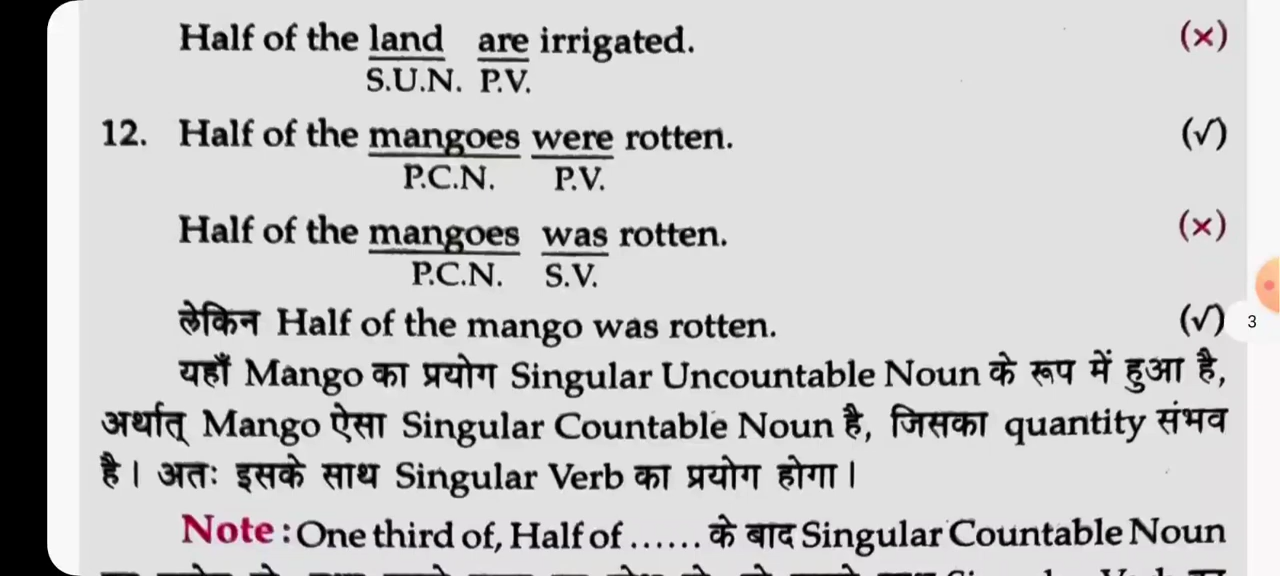 Half of the land are irrigated. (×)
S.U.N. P.V.
12. Half of the mangoes were rotten. (√)
P.C.N. P.V.
Half of the mangoes was rotten. (×)
P.C.N. S.V.
लेकिन Half of the mango was rotten. (√)
3
यहाँ Mango का प्रयोग Singular Uncountable Noun के रूप में हुआ है,
अर्थात् Mango ऐसा Singular Countable Noun है, जिसका quantity संभव
है। अतः इसके साथ Singular Verb का प्रयोग होगा।
Note : One third of, Half of ...... के बाद Singular Countable Noun